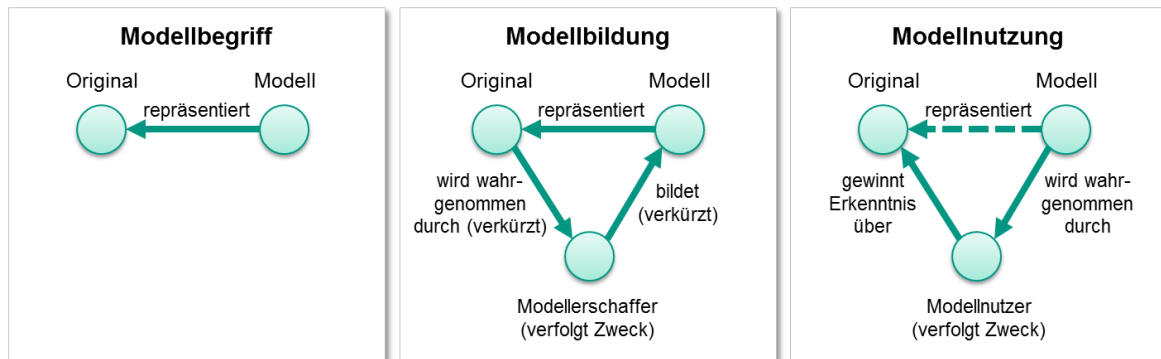 Modellbegriff
Original
Modell
repräsentiert
Modellbildung
Original
Modell
repräsentiert
wird wahr-
genommen
durch (verkürzt)
bildet
(verkürzt)
Modellerschaffer
(verfolgt Zweck)
Modellnutzung
Original
Modell
repräsentiert
gewinnt
Erkenntnis
über
wird wahr-
genommen
durch
Modellnutzer
(verfolgt Zweck)